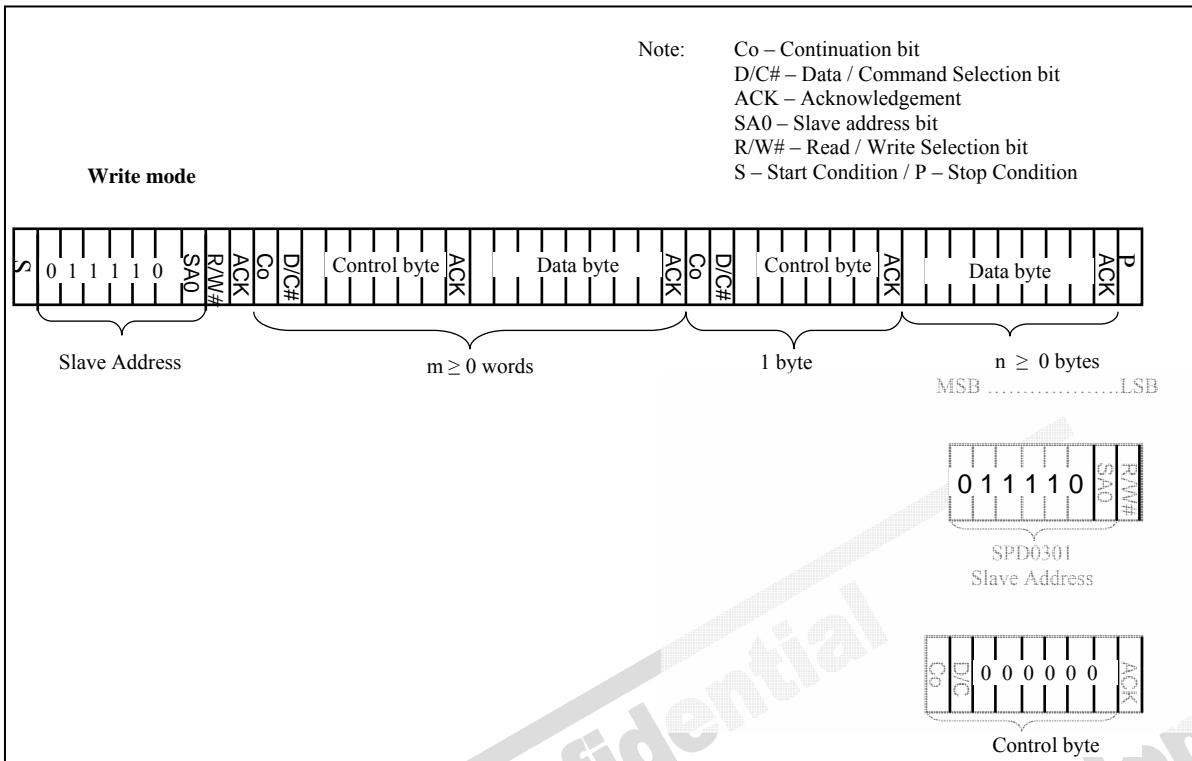 Note: Co – Continuation bit
D/C# – Data / Command Selection bit
ACK – Acknowledgement
SA0 – Slave address bit
R/W# – Read / Write Selection bit
S – Start Condition / P – Stop Condition
Write mode
S 0 1 1 1 1 0 SA0 R/W# ACK Co D/C# Control byte ACK Data byte ACK Co D/C# Control byte ACK Data byte ACK P
Slave Address m ≥ 0 words 1 byte n ≥ 0 bytes
MSB ......................LSB
0 1 1 1 1 0 SA0 R/W#
SPD0301
Slave Address
Co D/C 0 0 0 0 0 0 ACK
Control byte